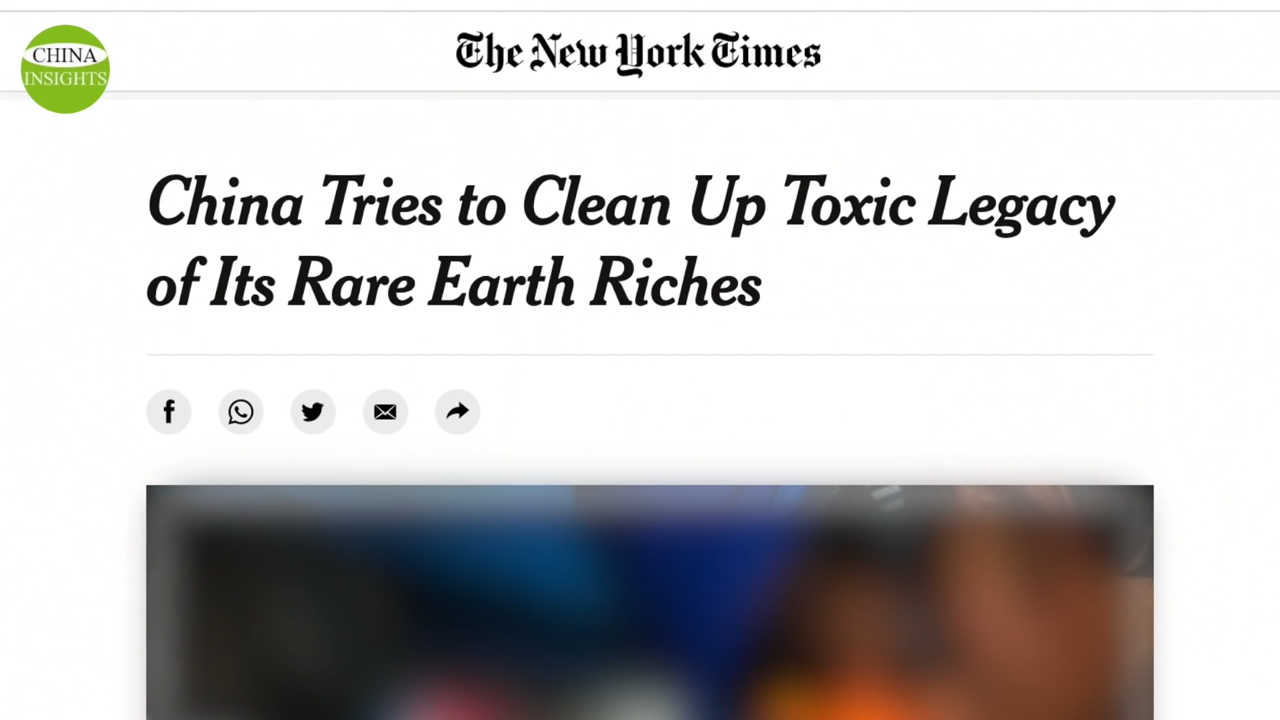 CHINA
INSIGHTS
The New York Times
China Tries to Clean Up Toxic Legacy
of Its Rare Earth Riches